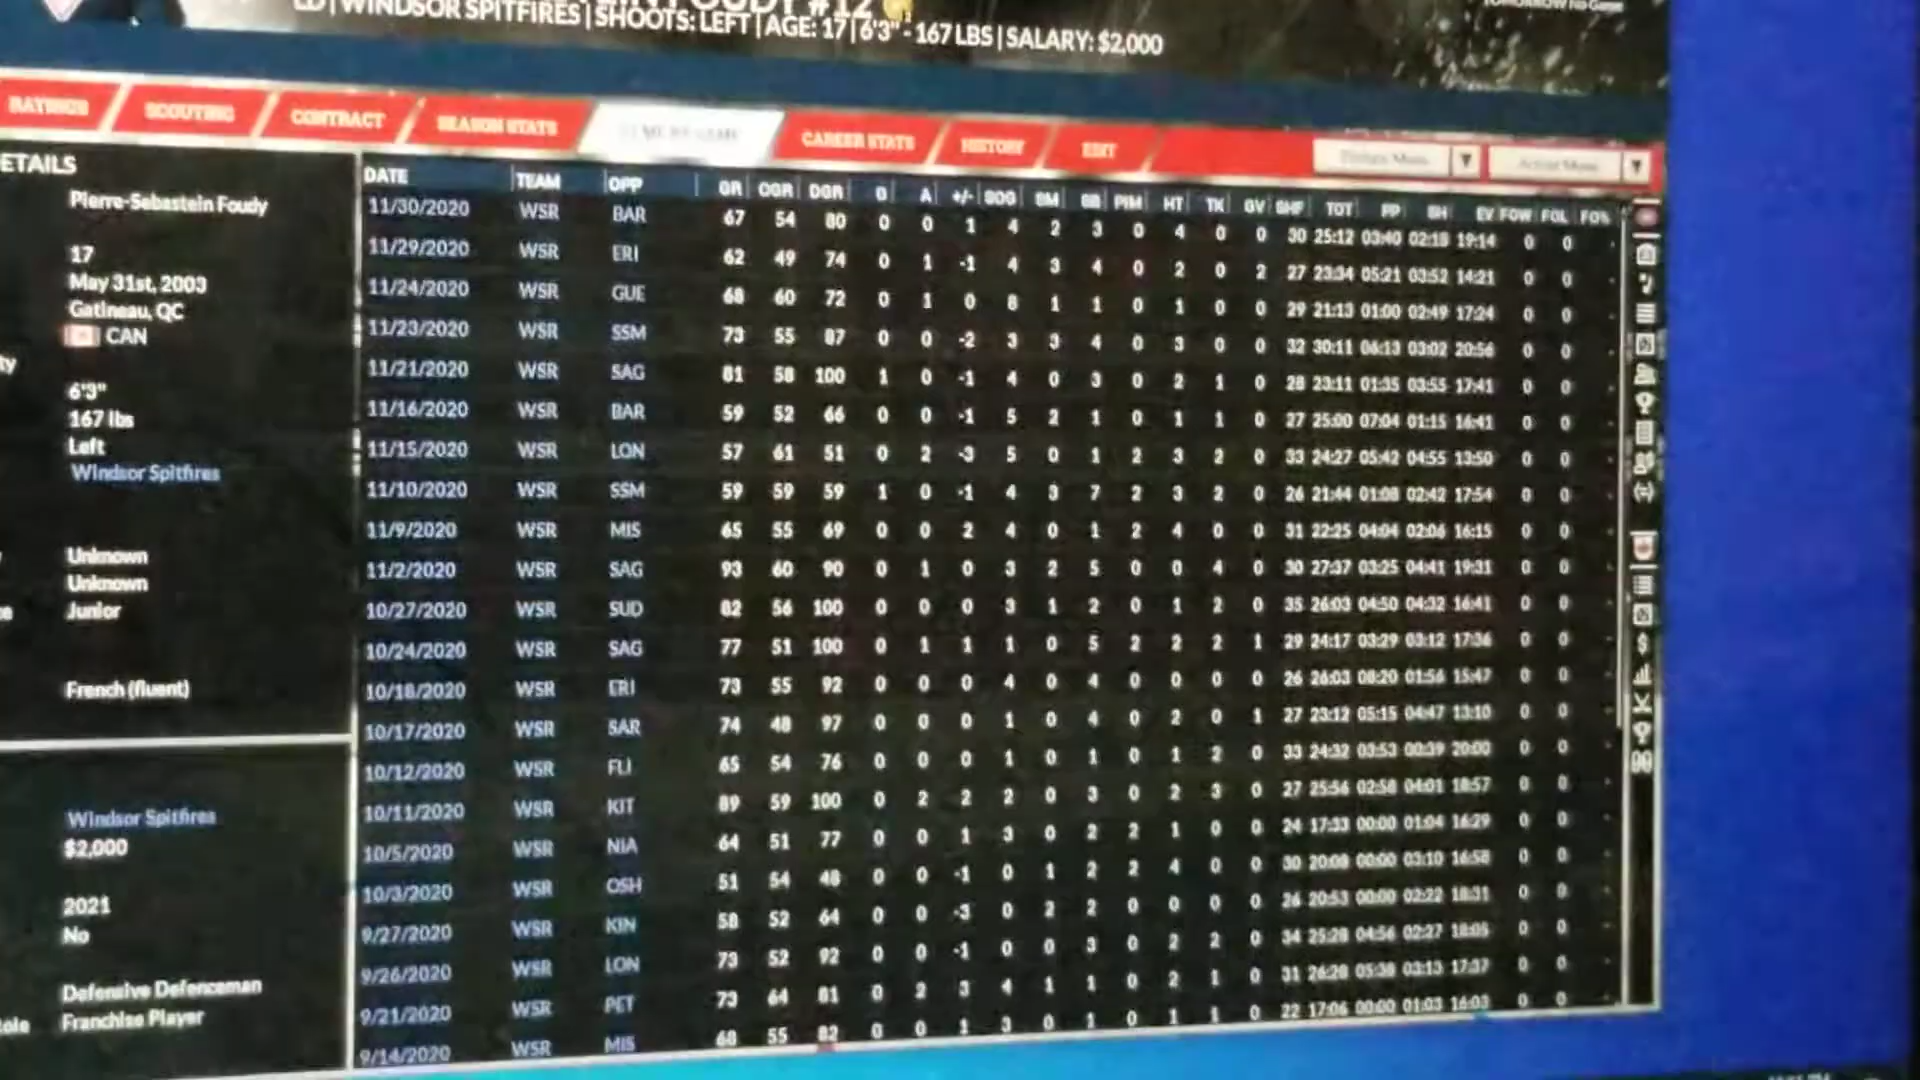 LD | WINDSOR SPITFIRES | SHOOTS: LEFT | AGE: 17 | 6'3" - 167 LBS | SALARY: $2,000
TOMORROW No Game
RATINGS SCOUTING CONTRACT SEASON STATS CAREER STATS HISTORY EDIT
ETAILS
Pierre-Sebastein Foudy
17
May 31st, 2003
Gatineau, QC
CAN
ty
6'3"
167 lbs
Left
Windsor Spitfires
Unknown
Unknown
Junior
French (fluent)
Windsor Spitfires
$2,000
2021
No
Defensive Defenceman
Role Franchise Player
DATE TEAM OPP GR OGR DGR G A +/- SOG SM SB PIM HT TK GV SHF TOT PP SH EV FOW FOL FO%
11/30/2020 WSR BAR 67 54 80 0 0 1 4 2 3 0 4 0 0 30 25:12 03:40 02:18 19:14 0 0 -
11/29/2020 WSR ERI 62 49 74 0 1 -1 4 3 4 0 2 0 2 27 23:34 05:21 03:52 14:21 0 0 -
11/24/2020 WSR GUE 68 60 72 0 1 0 8 1 1 0 1 0 0 29 21:13 01:00 02:49 17:24 0 0 -
11/23/2020 WSR SSM 73 55 87 0 0 -2 3 3 4 0 3 0 0 32 30:11 06:13 03:02 20:56 0 0 -
11/21/2020 WSR SAG 81 58 100 1 0 -1 4 0 3 0 2 1 0 28 23:11 01:35 03:55 17:41 0 0 -
11/16/2020 WSR BAR 59 52 66 0 0 -1 5 2 1 0 1 1 0 27 25:00 07:04 01:15 16:41 0 0 -
11/15/2020 WSR LON 57 61 51 0 2 -3 5 0 1 2 3 2 0 33 24:27 05:42 04:55 13:50 0 0 -
11/10/2020 WSR SSM 59 59 59 1 0 -1 4 3 7 2 3 2 0 26 21:44 01:08 02:42 17:54 0 0 -
11/9/2020 WSR MIS 65 55 69 0 0 2 4 0 1 2 4 0 0 31 22:25 04:04 02:06 16:15 0 0 -
11/2/2020 WSR SAG 93 60 90 0 1 0 3 2 5 0 0 4 0 30 27:37 03:25 04:41 19:31 0 0 -
10/27/2020 WSR SUD 82 56 100 0 0 0 3 1 2 0 1 2 0 35 26:03 04:50 04:32 16:41 0 0 -
10/24/2020 WSR SAG 77 51 100 0 1 1 1 0 5 2 2 2 1 29 24:17 03:29 03:12 17:36 0 0 -
10/18/2020 WSR ERI 73 55 92 0 0 0 4 0 4 0 0 0 0 26 26:03 08:20 01:56 15:47 0 0 -
10/17/2020 WSR SAR 74 48 97 0 0 0 1 0 4 0 2 0 1 27 23:12 05:15 04:47 13:10 0 0 -
10/12/2020 WSR FLI 65 54 76 0 0 0 1 0 1 0 1 2 0 33 24:32 03:53 00:39 20:00 0 0 -
10/11/2020 WSR KIT 89 59 100 0 2 2 2 0 3 0 2 3 0 27 25:56 02:58 04:01 18:57 0 0 -
10/5/2020 WSR NIA 64 51 77 0 0 1 3 0 2 2 1 0 0 24 17:33 00:00 01:04 16:29 0 0 -
10/3/2020 WSR OSH 51 54 48 0 0 -1 0 1 2 2 4 0 0 30 20:08 00:00 03:10 16:58 0 0 -
9/27/2020 WSR KIN 58 52 64 0 0 -3 0 2 2 0 0 0 0 26 20:53 00:00 02:22 18:31 0 0 -
9/26/2020 WSR LON 73 52 92 0 0 -1 0 0 3 0 2 2 0 34 25:28 04:56 02:27 18:05 0 0 -
9/21/2020 WSR PET 73 64 81 0 2 3 4 1 1 0 2 1 0 31 26:28 05:38 03:13 17:37 0 0 -
9/14/2020 WSR MIS 68 55 82 0 0 1 3 0 1 0 1 1 0 22 17:06 00:00 01:03 16:03 0 0 -